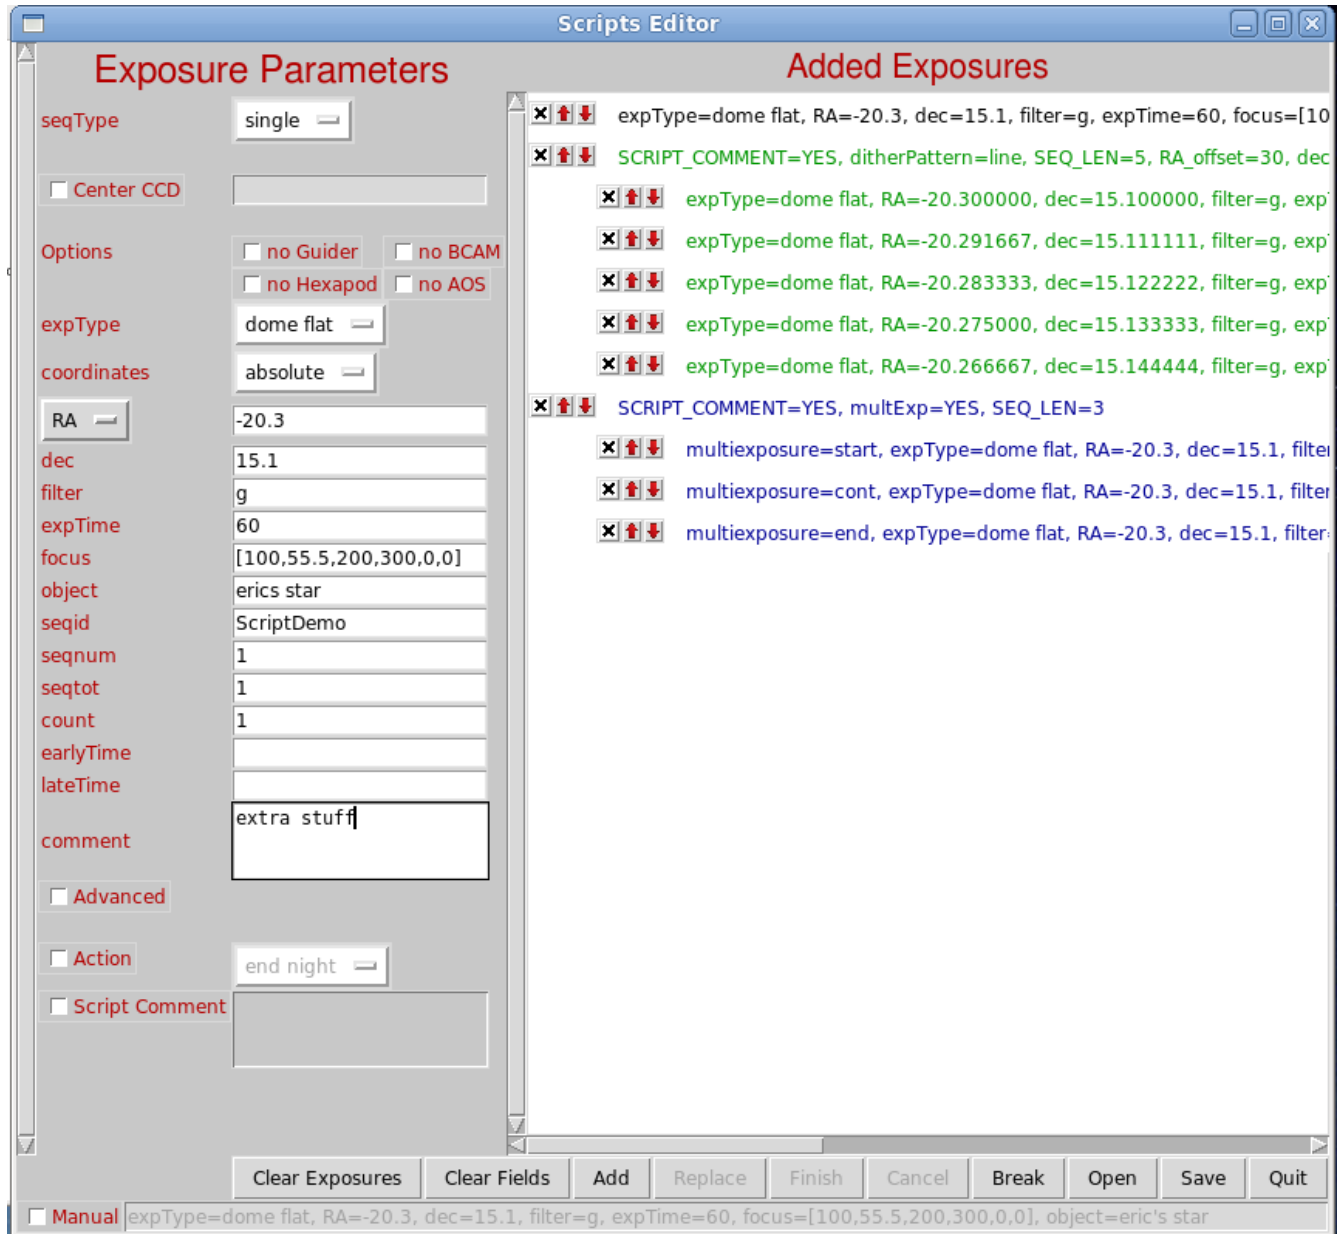 Scripts Editor
Exposure Parameters
seqType single
Center CCD
Options no Guider no BCAM
no Hexapod no AOS
expType dome flat
coordinates absolute
RA -20.3
dec 15.1
filter g
expTime 60
focus [100,55.5,200,300,0,0]
object erics star
seqid ScriptDemo
seqnum 1
seqtot 1
count 1
earlyTime
lateTime
comment extra stuff
Advanced
Action end night
Script Comment
Added Exposures
expType=dome flat, RA=-20.3, dec=15.1, filter=g, expTime=60, focus=[10
SCRIPT_COMMENT=YES, ditherPattern=line, SEQ_LEN=5, RA_offset=30, dec
expType=dome flat, RA=-20.300000, dec=15.100000, filter=g, exp
expType=dome flat, RA=-20.291667, dec=15.111111, filter=g, exp
expType=dome flat, RA=-20.283333, dec=15.122222, filter=g, exp
expType=dome flat, RA=-20.275000, dec=15.133333, filter=g, exp
expType=dome flat, RA=-20.266667, dec=15.144444, filter=g, exp
SCRIPT_COMMENT=YES, multExp=YES, SEQ_LEN=3
multiexposure=start, expType=dome flat, RA=-20.3, dec=15.1, filter
multiexposure=cont, expType=dome flat, RA=-20.3, dec=15.1, filter
multiexposure=end, expType=dome flat, RA=-20.3, dec=15.1, filter
Clear Exposures Clear Fields Add Replace Finish Cancel Break Open Save Quit
Manual expType=dome flat, RA=-20.3, dec=15.1, filter=g, expTime=60, focus=[100,55.5,200,300,0,0], object=eric's star